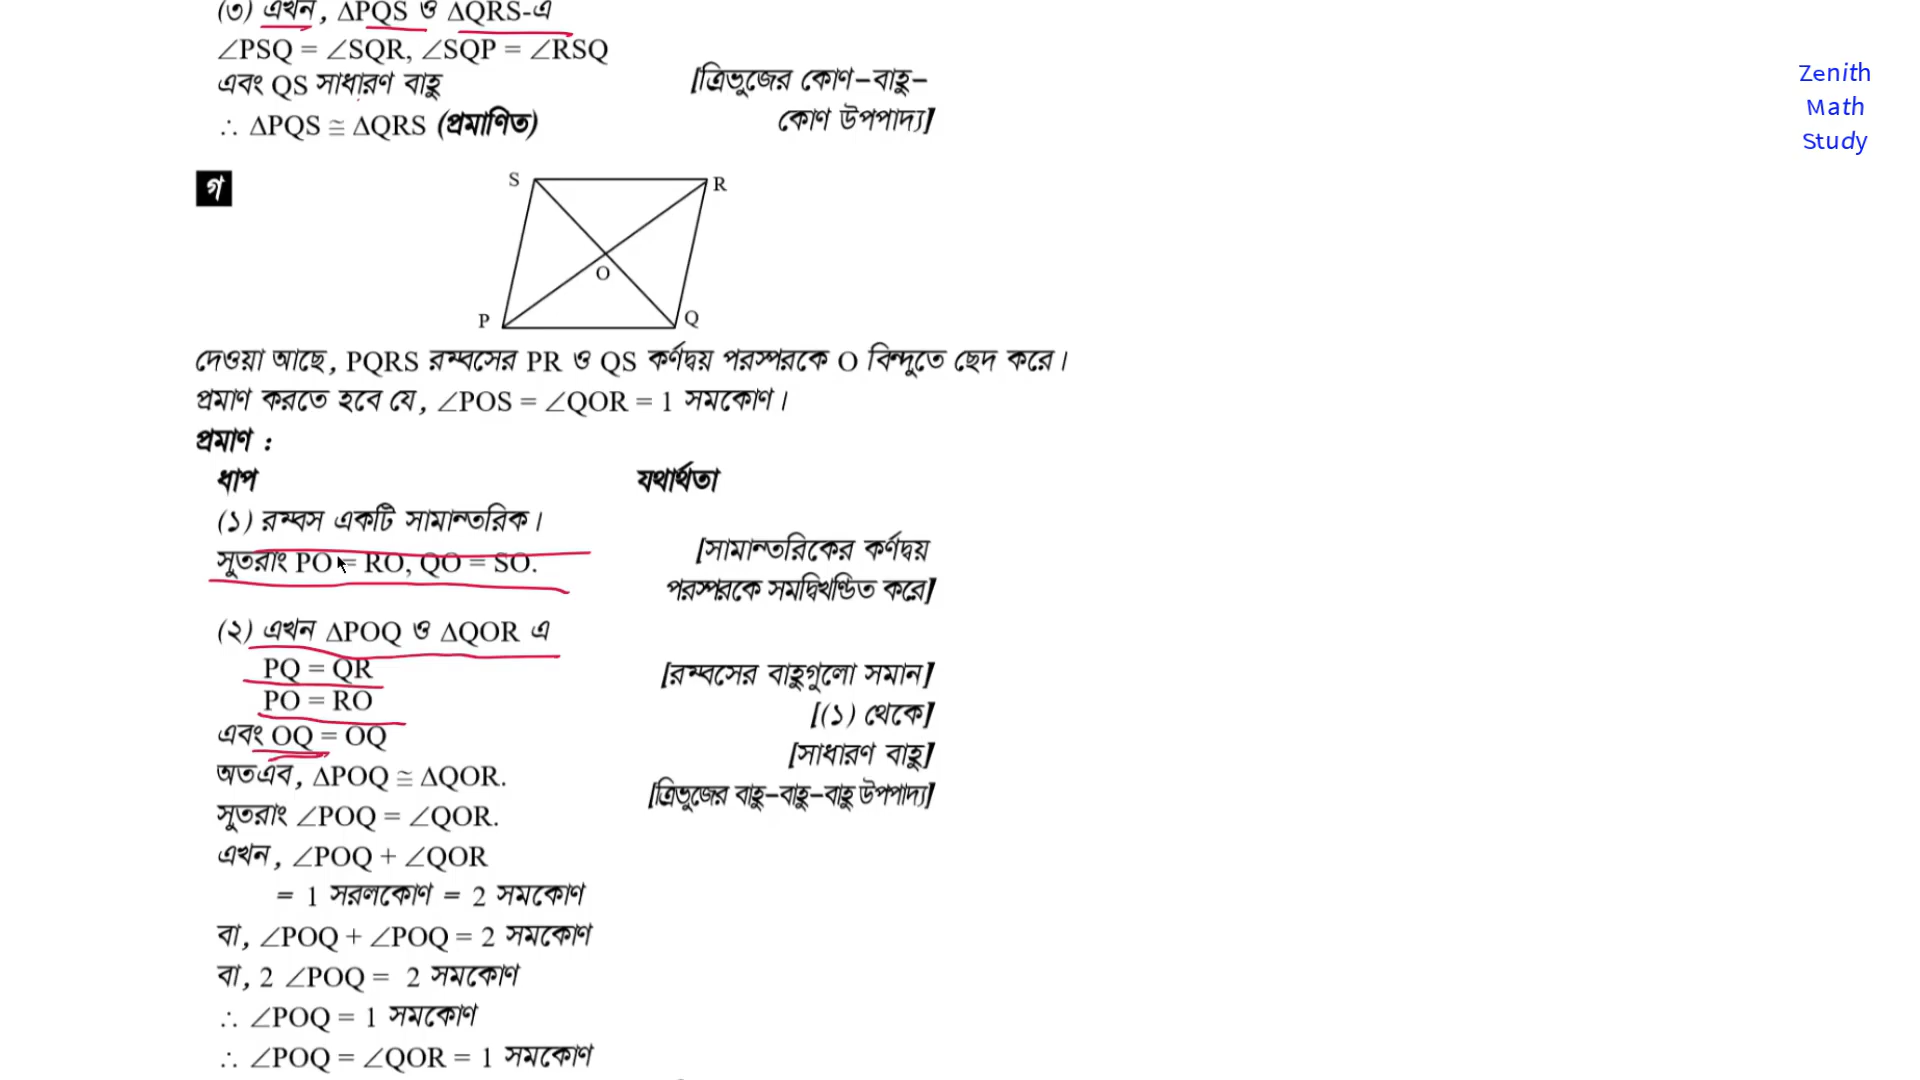 (৩) এখন, ΔPQS ও ΔQRS-এ
∠PSQ = ∠SQR, ∠SQP = ∠RSQ
এবং QS সাধারণ বাহু
[ত্রিভুজের কোণ–বাহু–
কোণ উপপাদ্য]
∴ ΔPQS ≅ ΔQRS (প্রমাণিত)
Zenith
Math
Study
গ
S
R
O
P
Q
দেওয়া আছে, PQRS রম্বসের PR ও QS কর্ণদ্বয় পরস্পরকে O বিন্দুতে ছেদ করে।
প্রমাণ করতে হবে যে, ∠POS = ∠QOR = 1 সমকোণ।
প্রমাণ :
ধাপ
যথার্থতা
(১) রম্বস একটি সামান্তরিক।
সুতরাং PO = RO, QO = SO.
[সামান্তরিকের কর্ণদ্বয়
পরস্পরকে সমদ্বিখণ্ডিত করে]
(২) এখন ΔPOQ ও ΔQOR এ
PQ = QR
[রম্বসের বাহুগুলো সমান]
PO = RO
[(১) থেকে]
এবং OQ = OQ
[সাধারণ বাহু]
অতএব, ΔPOQ ≅ ΔQOR.
[ত্রিভুজের বাহু–বাহু–বাহু উপপাদ্য]
সুতরাং ∠POQ = ∠QOR.
এখন, ∠POQ + ∠QOR
= 1 সরলকোণ = 2 সমকোণ
বা, ∠POQ + ∠POQ = 2 সমকোণ
বা, 2 ∠POQ = 2 সমকোণ
∴ ∠POQ = 1 সমকোণ
∴ ∠POQ = ∠QOR = 1 সমকোণ